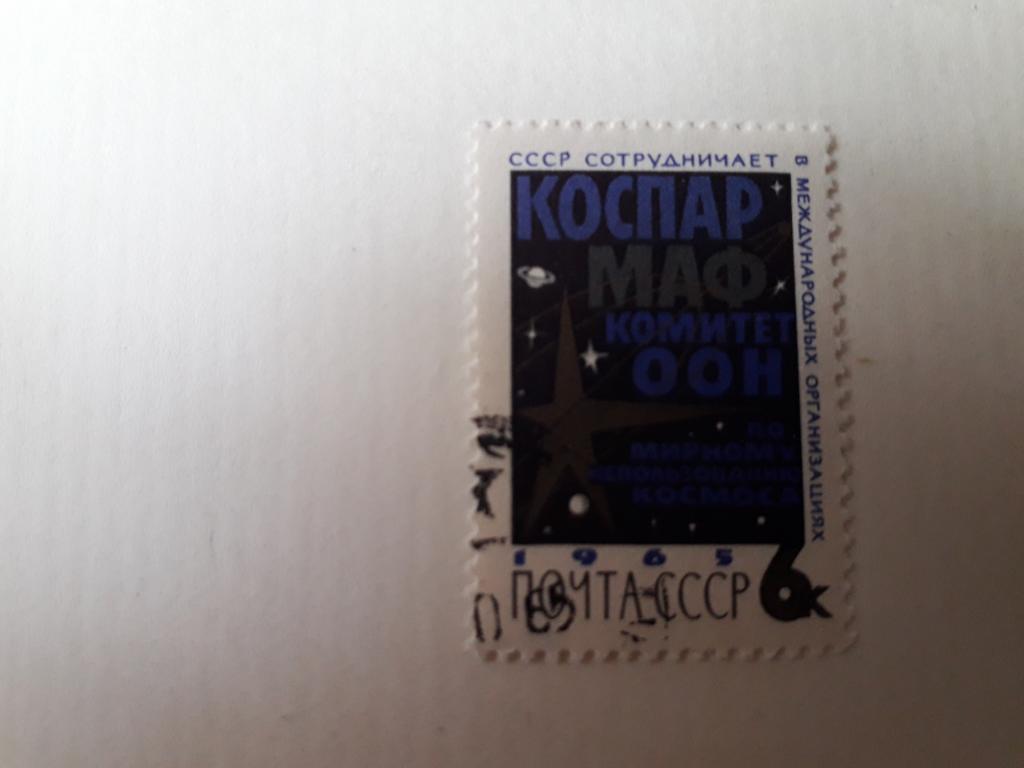 СССР СОТРУДНИЧАЕТ
В МЕЖДУНАРОДНЫХ ОРГАНИЗАЦИЯХ
КОСПАР
МАФ
КОМИТЕТ
ООН
ПО
МИРНОМУ
ИСПОЛЬЗОВАНИЮ
КОСМОСА
1965
ПОЧТА СССР 6к